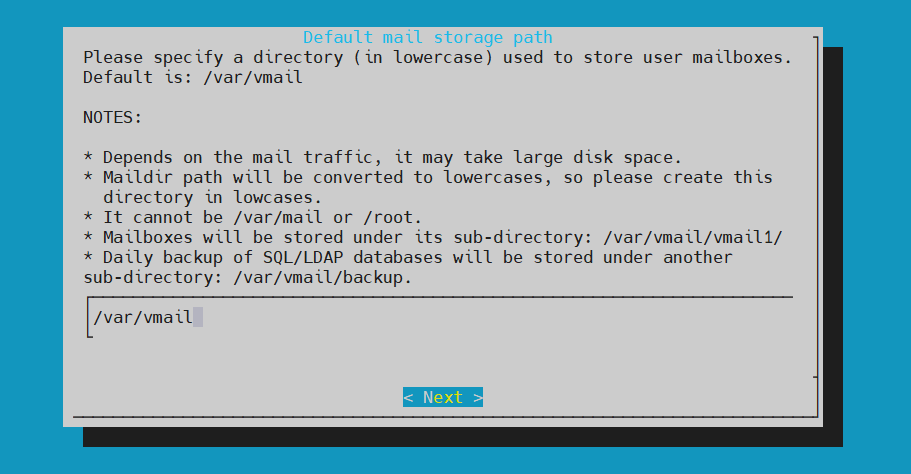 Default mail storage path
Please specify a directory (in lowercase) used to store user mailboxes.
Default is: /var/vmail
NOTES:
* Depends on the mail traffic, it may take large disk space.
* Maildir path will be converted to lowercases, so please create this
directory in lowcases.
* It cannot be /var/mail or /root.
* Mailboxes will be stored under its sub-directory: /var/vmail/vmail1/
* Daily backup of SQL/LDAP databases will be stored under another
sub-directory: /var/vmail/backup.
/var/vmail
< Next >